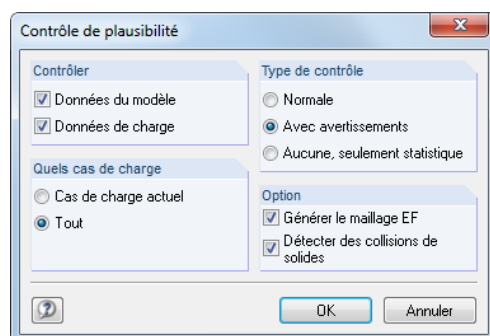 Contrôle de plausibilité
Contrôler
Données du modèle
Données de charge
Quels cas de charge
Cas de charge actuel
Tout
Type de contrôle
Normale
Avec avertissements
Aucune, seulement statistique
Option
Générer le maillage EF
Détecter des collisions de
solides
OK
Annuler